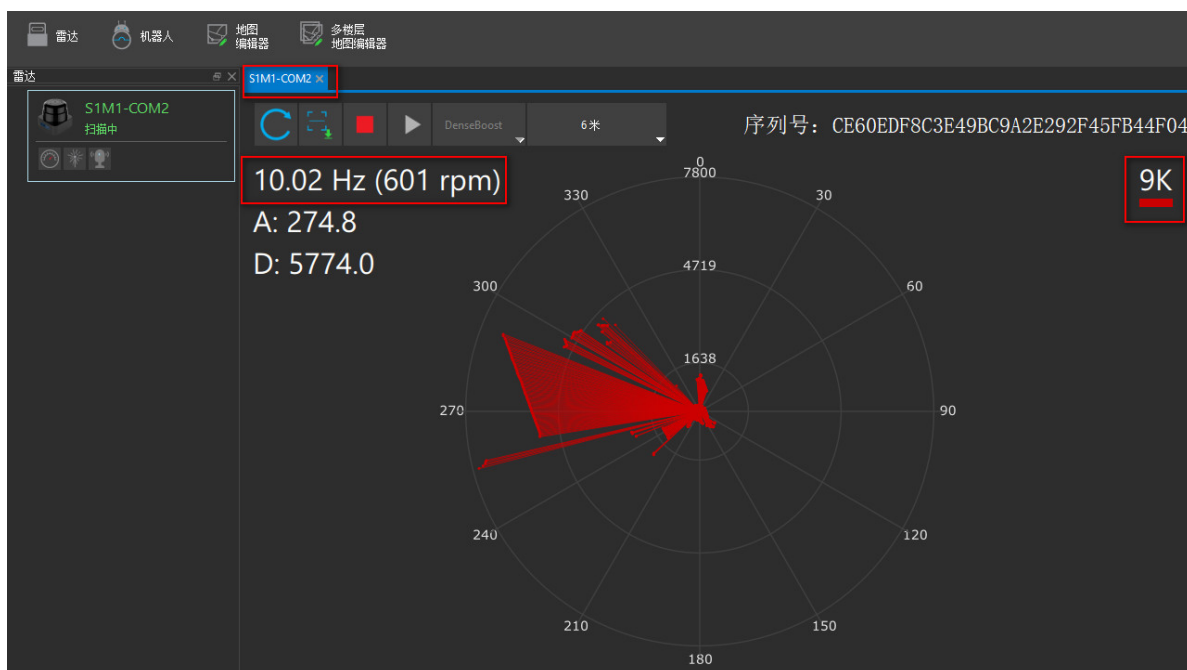 雷达
机器人
地图
编辑器
多楼层
地图编辑器
雷达
S1M1-COM2
S1M1-COM2
扫描中
DenseBoost
6米
序列号: CE60EDF8C3E49BC9A2E292F45FB44F04
10.02 Hz (601 rpm)
9K
A: 274.8
D: 5774.0
0
7800
330
30
4719
300
60
1638
270
90
240
120
210
150
180